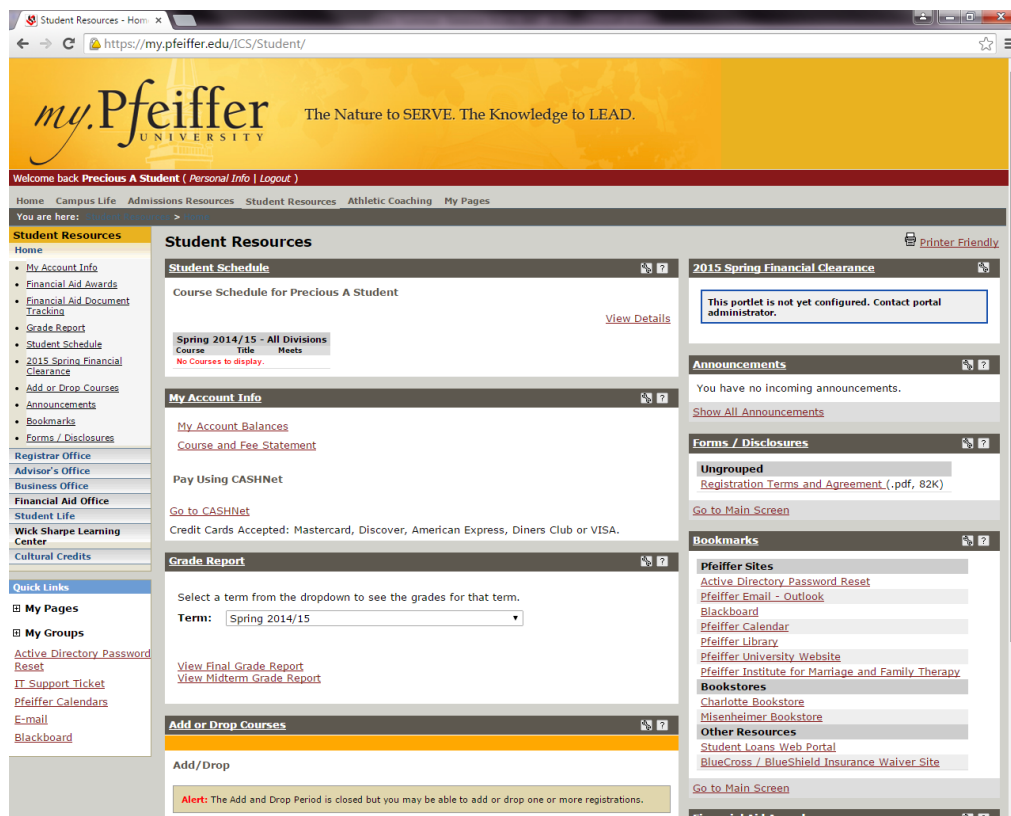 Student Resources - Hom
https://my.pfeiffer.edu/ICS/Student/
my.Pfeiffer
UNIVERSITY
The Nature to SERVE. The Knowledge to LEAD.
Welcome back Precious A Student ( Personal Info | Logout )
Home Campus Life Admissions Resources Student Resources Athletic Coaching My Pages
You are here: >
Student Resources
Home
My Account Info
Financial Aid Awards
Financial Aid Document
Tracking
Grade Report
Student Schedule
2015 Spring Financial
Clearance
Add or Drop Courses
Announcements
Bookmarks
Forms / Disclosures
Registrar Office
Advisor's Office
Business Office
Financial Aid Office
Student Life
Wick Sharpe Learning
Center
Cultural Credits
Quick Links
My Pages
My Groups
Active Directory Password
Reset
IT Support Ticket
Pfeiffer Calendars
E-mail
Blackboard
Student Resources
Printer Friendly
Student Schedule
?
Course Schedule for Precious A Student
View Details
Spring 2014/15 - All Divisions
Course Title Meets
No Courses to display.
My Account Info
?
My Account Balances
Course and Fee Statement
Pay Using CASHNet
Go to CASHNet
Credit Cards Accepted: Mastercard, Discover, American Express, Diners Club or VISA.
Grade Report
?
Select a term from the dropdown to see the grades for that term.
Term: Spring 2014/15
View Final Grade Report
View Midterm Grade Report
Add or Drop Courses
?
Add/Drop
Alert: The Add and Drop Period is closed but you may be able to add or drop one or more registrations.
2015 Spring Financial Clearance
This portlet is not yet configured. Contact portal
administrator.
Announcements
?
You have no incoming announcements.
Show All Announcements
Forms / Disclosures
?
Ungrouped
Registration Terms and Agreement (.pdf, 82K)
Go to Main Screen
Bookmarks
?
Pfeiffer Sites
Active Directory Password Reset
Pfeiffer Email - Outlook
Blackboard
Pfeiffer Calendar
Pfeiffer Library
Pfeiffer University Website
Pfeiffer Institute for Marriage and Family Therapy
Bookstores
Charlotte Bookstore
Misenheimer Bookstore
Other Resources
Student Loans Web Portal
BlueCross / BlueShield Insurance Waiver Site
Go to Main Screen